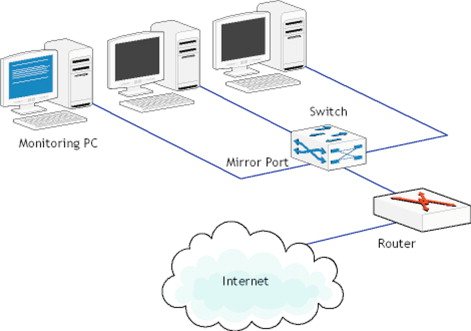 Switch
Monitoring PC
Mirror Port
Router
Internet